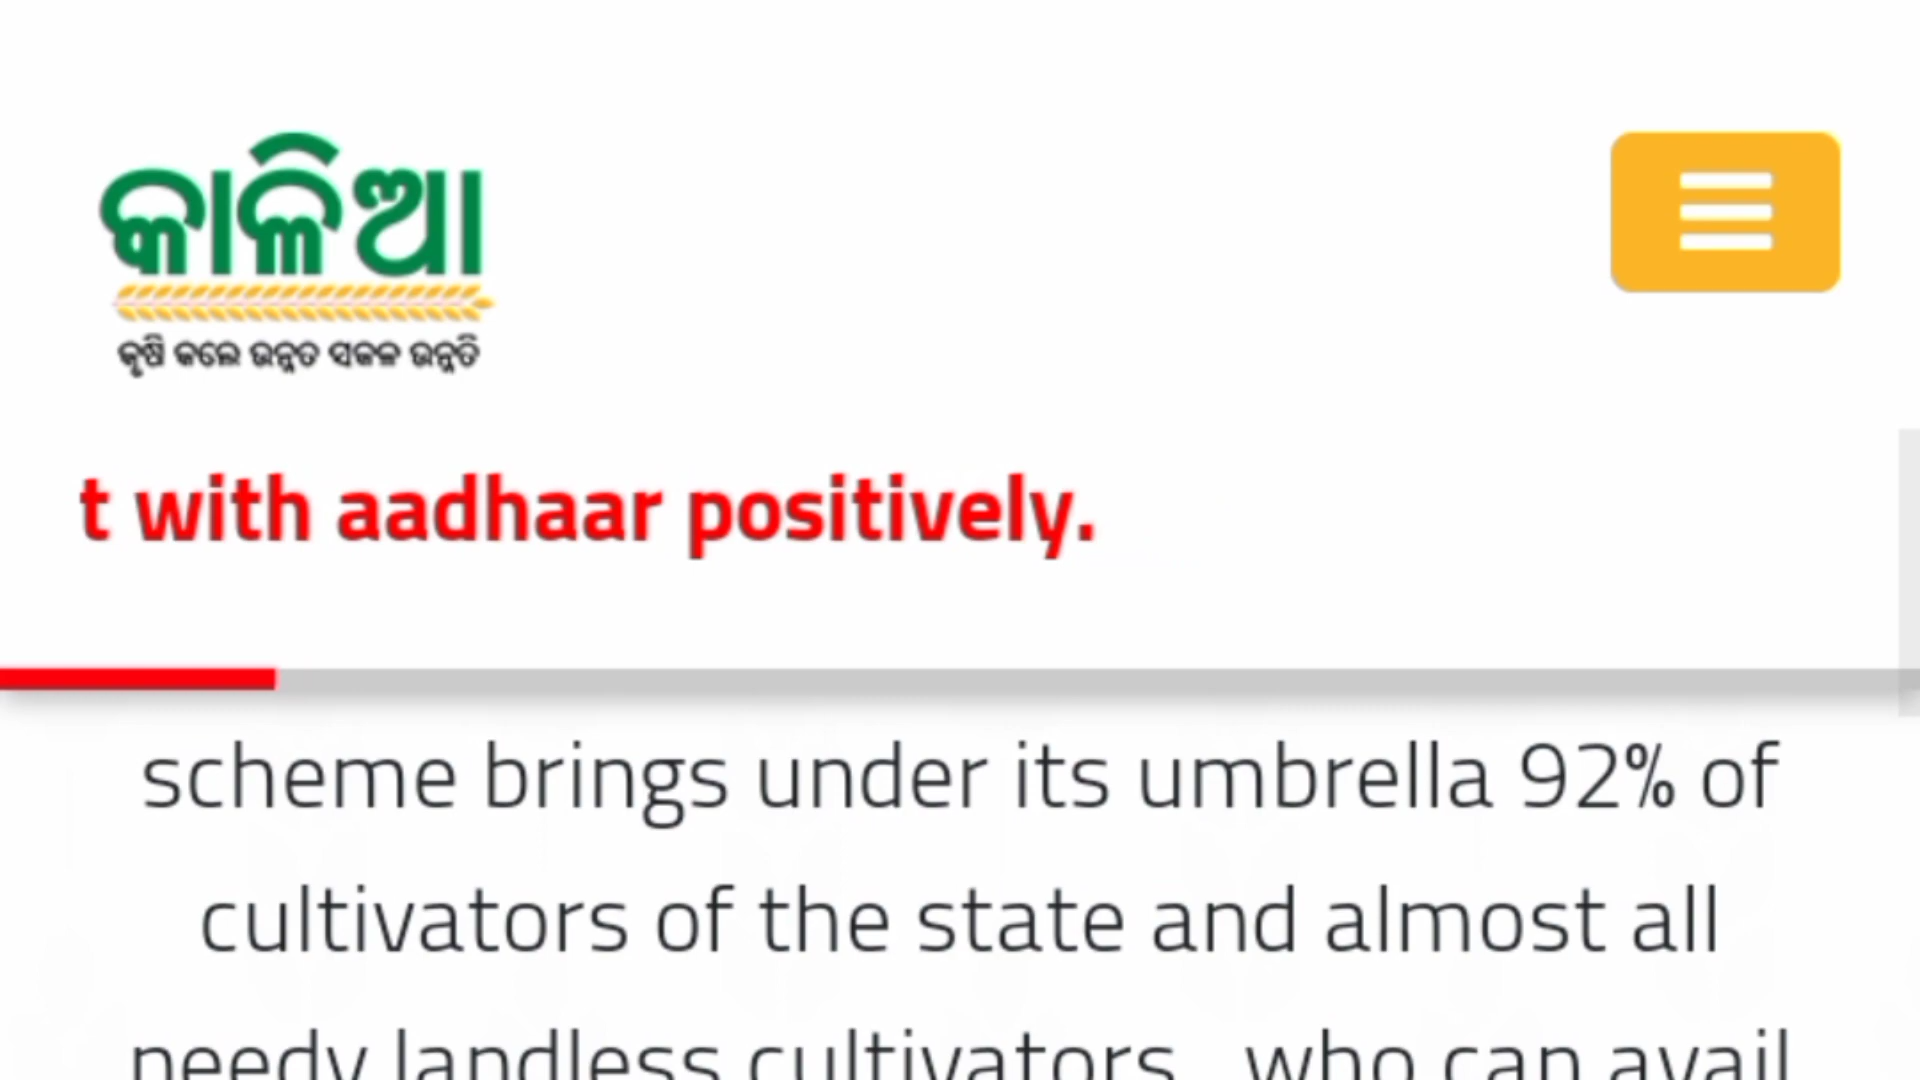 କାଳିଆ
କୃଷି କଲେ ଉନ୍ନତ ସକଳ ଉନ୍ନତି
t with aadhaar positively.
scheme brings under its umbrella 92% of
cultivators of the state and almost all
needy landless cultivators, who can avail